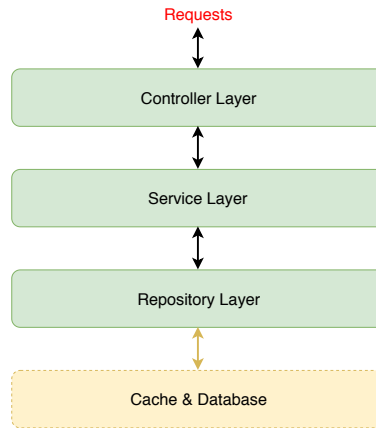 Requests
Controller Layer
Service Layer
Repository Layer
Cache & Database